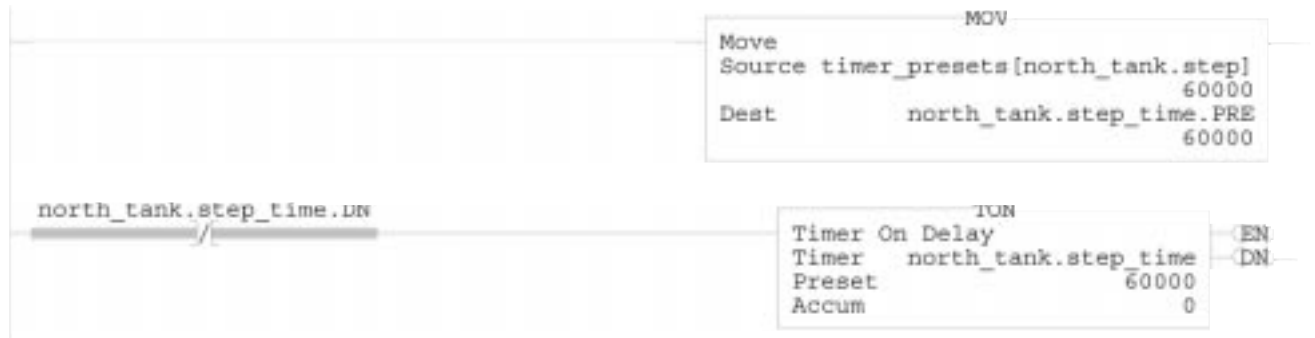 MOV
Move
Source timer_presets[north_tank.step]
60000
Dest north_tank.step_time.PRE
60000
north_tank.step_time.DN
/
TON
Timer On Delay
EN
Timer north_tank.step_time
DN
Preset 60000
Accum 0